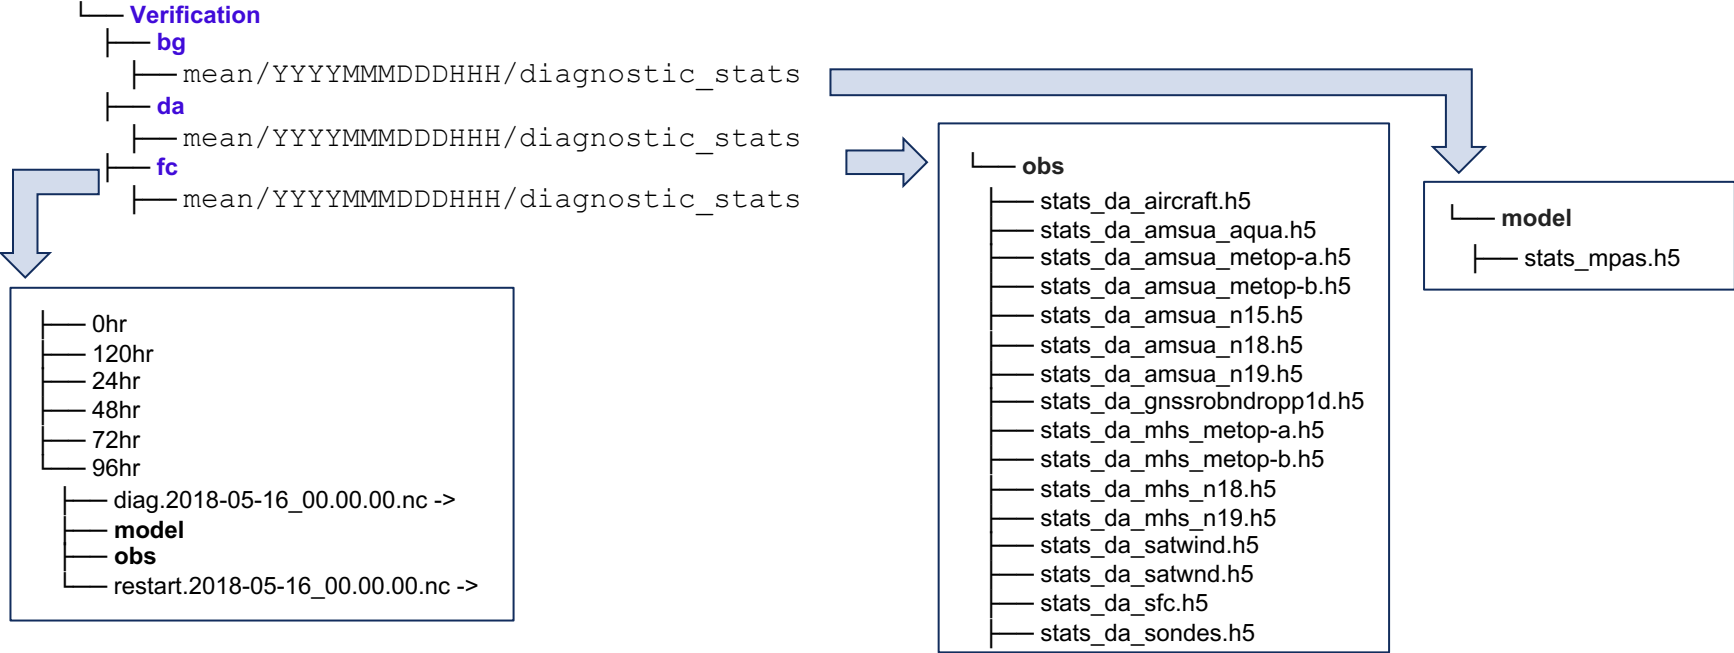 Verification
bg
mean/YYYYMMMDDDHHH/diagnostic_stats
da
mean/YYYYMMMDDDHHH/diagnostic_stats
fc
mean/YYYYMMMDDDHHH/diagnostic_stats
0hr
120hr
24hr
48hr
72hr
96hr
diag.2018-05-16_00.00.00.nc ->
model
obs
restart.2018-05-16_00.00.00.nc ->
obs
stats_da_aircraft.h5
stats_da_amsua_aqua.h5
stats_da_amsua_metop-a.h5
stats_da_amsua_metop-b.h5
stats_da_amsua_n15.h5
stats_da_amsua_n18.h5
stats_da_amsua_n19.h5
stats_da_gnssrobndropp1d.h5
stats_da_mhs_metop-a.h5
stats_da_mhs_metop-b.h5
stats_da_mhs_n18.h5
stats_da_mhs_n19.h5
stats_da_satwind.h5
stats_da_satwnd.h5
stats_da_sfc.h5
stats_da_sondes.h5
model
stats_mpas.h5